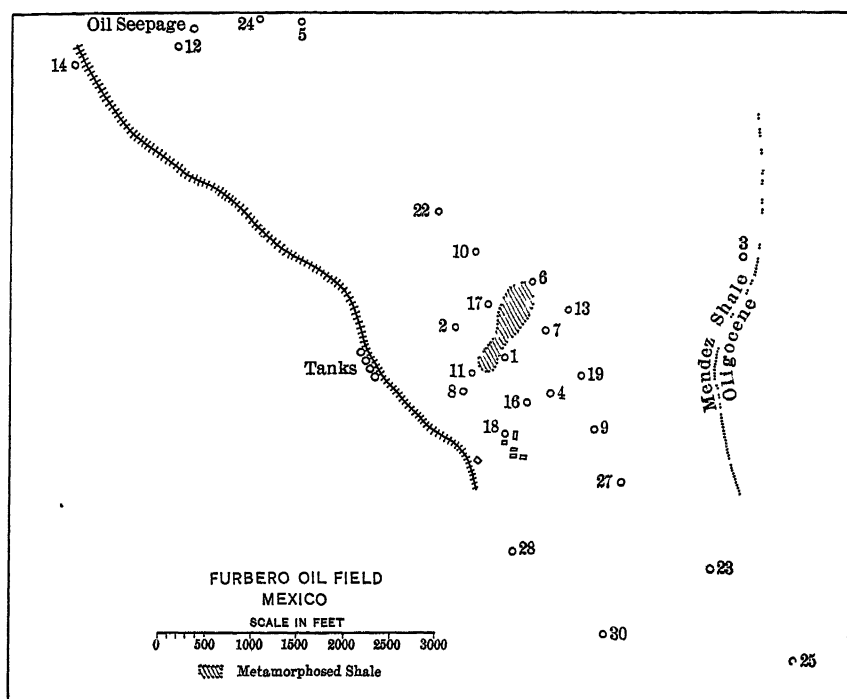 Oil Seepage
24
5
12
14
22
10
3
6
17
13
2
7
1
11
Tanks
19
8
4
16
18
9
27
28
23
30
25
Mendez Shale
Oligocene
FURBERO OIL FIELD
MEXICO
SCALE IN FEET
0 500 1000 1500 2000 3000
Metamorphosed Shale